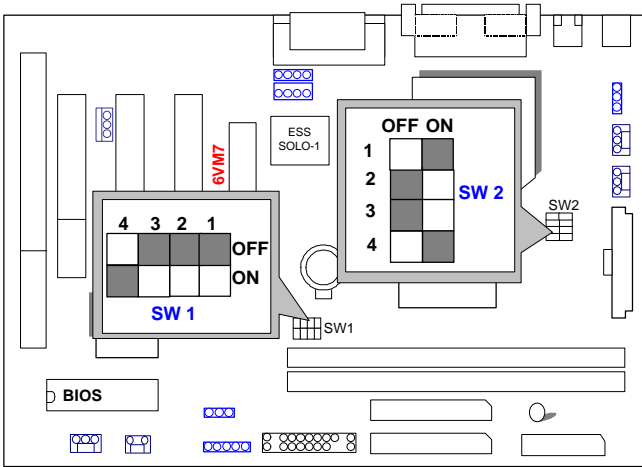 ESS
SOLO-1
6VM7
OFF ON
1
2
3
4
SW 2
SW2
4 3 2 1
OFF
ON
SW 1
SW1
BIOS